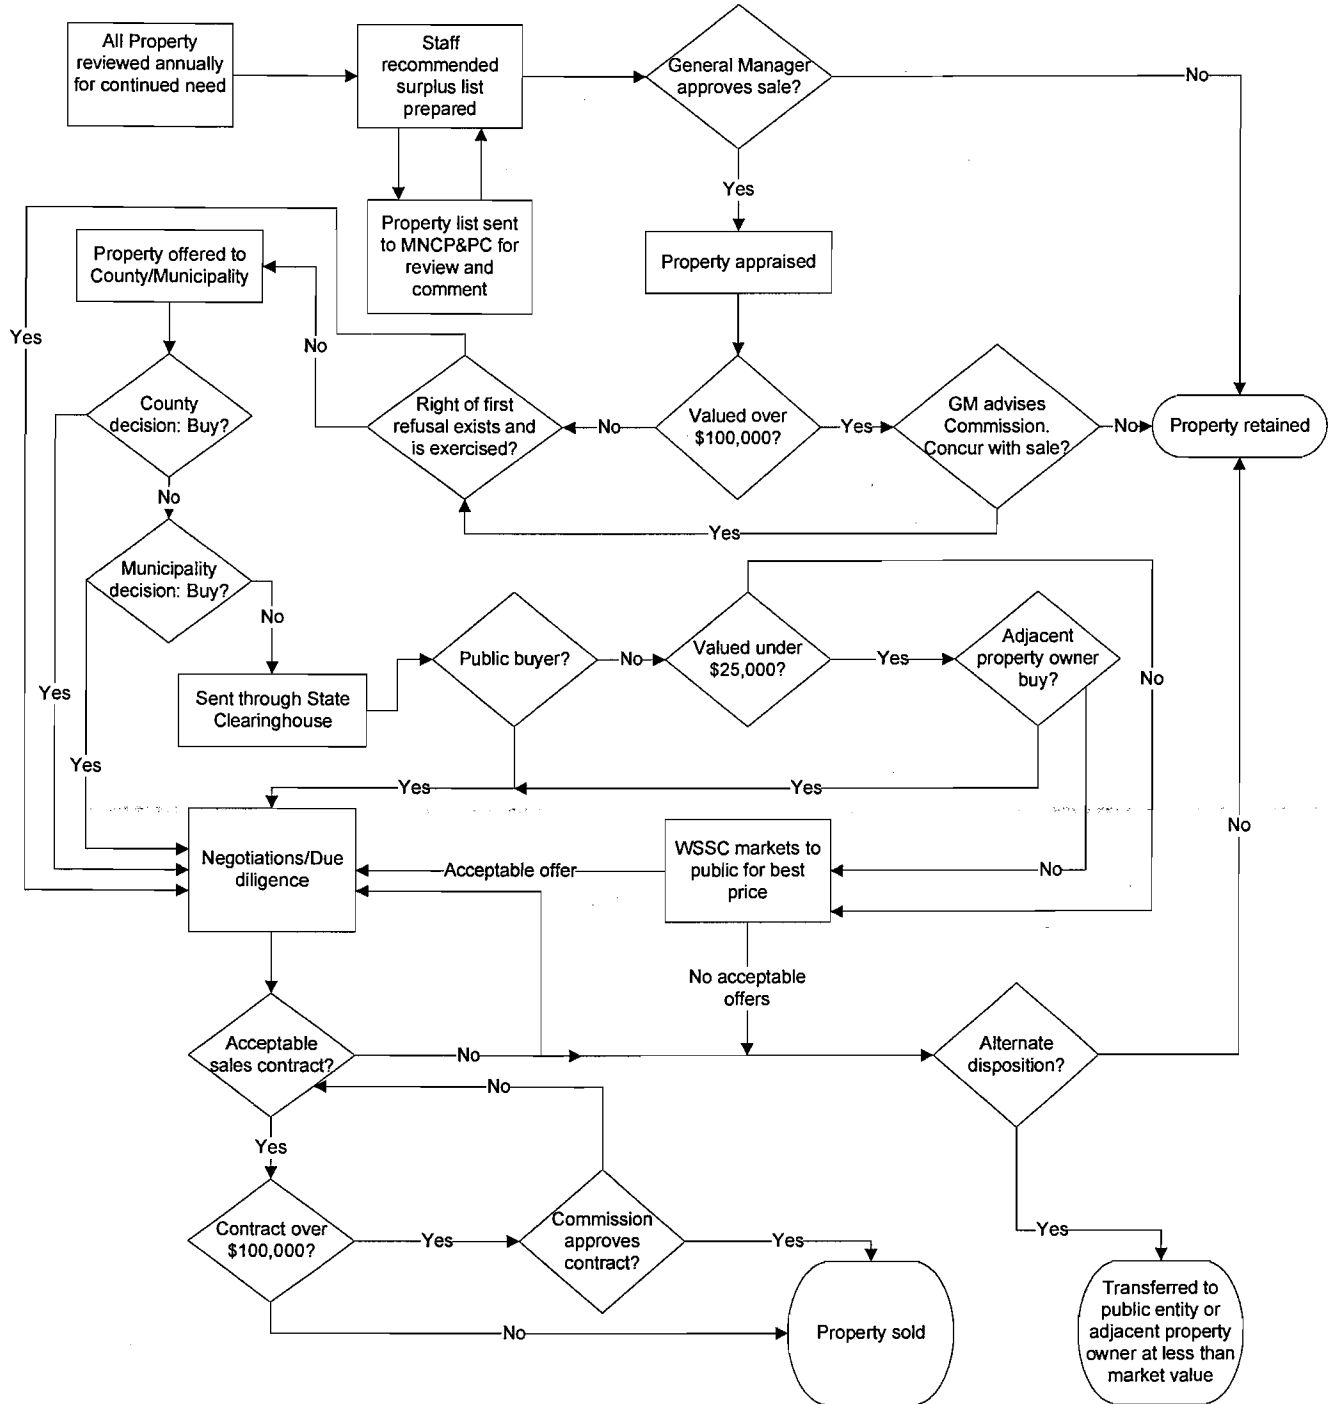 All Property
reviewed annually
for continued need
Staff
recommended
surplus list
prepared
General Manager
approves sale?
No
Yes
Property list sent
to MNCP&PC for
review and
comment
Property offered to
County/Municipality
Property appraised
Yes
No
County
decision: Buy?
Right of first
refusal exists and
is exercised?
No
Valued over
$100,000?
Yes
GM advises
Commission.
Concur with sale?
No
Property retained
No
Yes
Municipality
decision: Buy?
No
Public buyer?
No
Valued under
$25,000?
Yes
Adjacent
property owner
buy?
No
Yes
Sent through State
Clearinghouse
Yes
Yes
Yes
No
Negotiations/Due
diligence
Acceptable offer
WSSC markets to
public for best
price
No
No acceptable
offers
Acceptable
sales contract?
No
Alternate
disposition?
No
Yes
Contract over
$100,000?
Yes
Commission
approves
contract?
Yes
Yes
No
Property sold
Transferred to
public entity or
adjacent property
owner at less than
market value